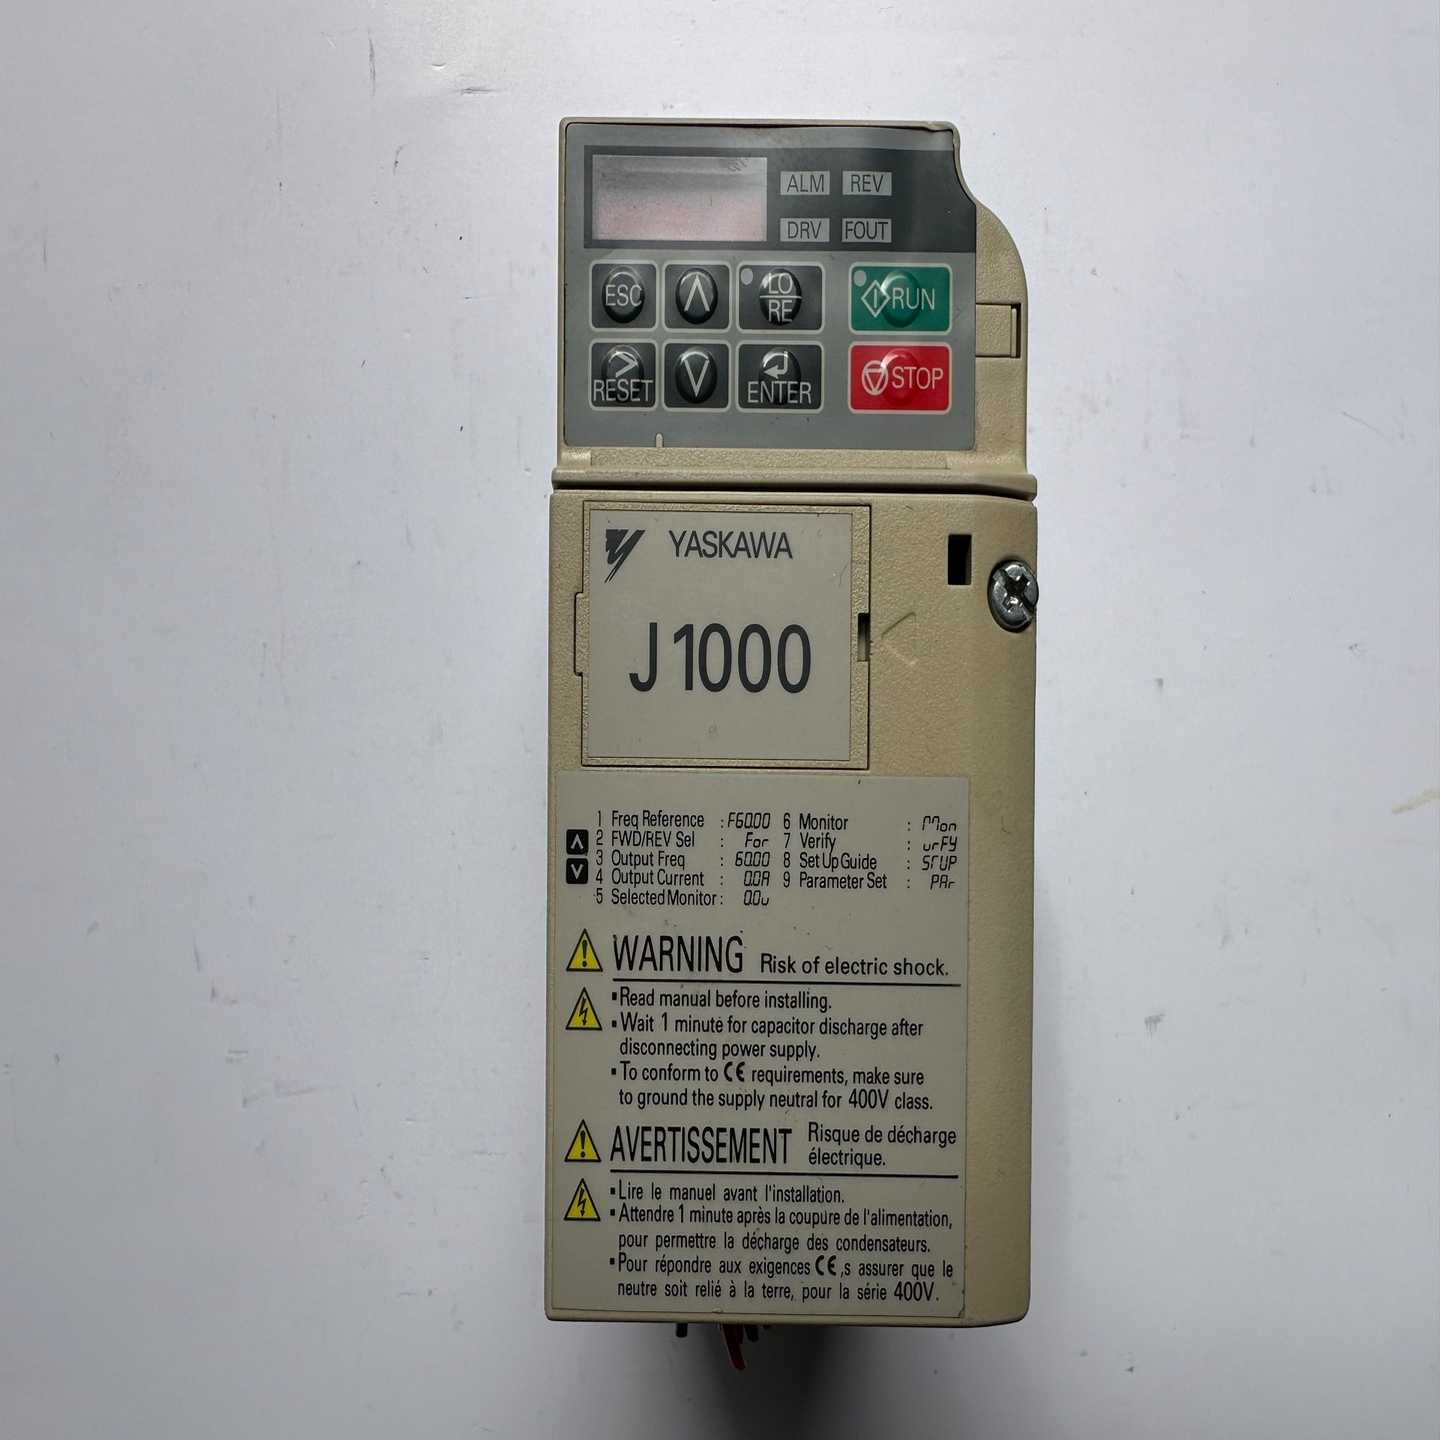 ALM REV
DRV FOUT
ESC LO RE RUN
RESET ENTER STOP
YASKAWA
J1000
1 Freq Reference : F60.00 6 Monitor : Mon
2 FWD/REV Sel : For 7 Verify : vrFy
3 Output Freq : 60.00 8 Set Up Guide : STUP
4 Output Current : 0.0A 9 Parameter Set : PAr
5 Selected Monitor : 0.0v
WARNING Risk of electric shock.
▪Read manual before installing.
▪Wait 1 minute for capacitor discharge after
disconnecting power supply.
▪To conform to CE requirements, make sure
to ground the supply neutral for 400V class.
AVERTISSEMENT Risque de décharge
électrique.
▪Lire le manuel avant l'installation.
▪Attendre 1 minute après la coupure de l'alimentation,
pour permettre la décharge des condensateurs.
▪Pour répondre aux exigences CE ,s assurer que le
neutre soit relié à la terre, pour la série 400V.